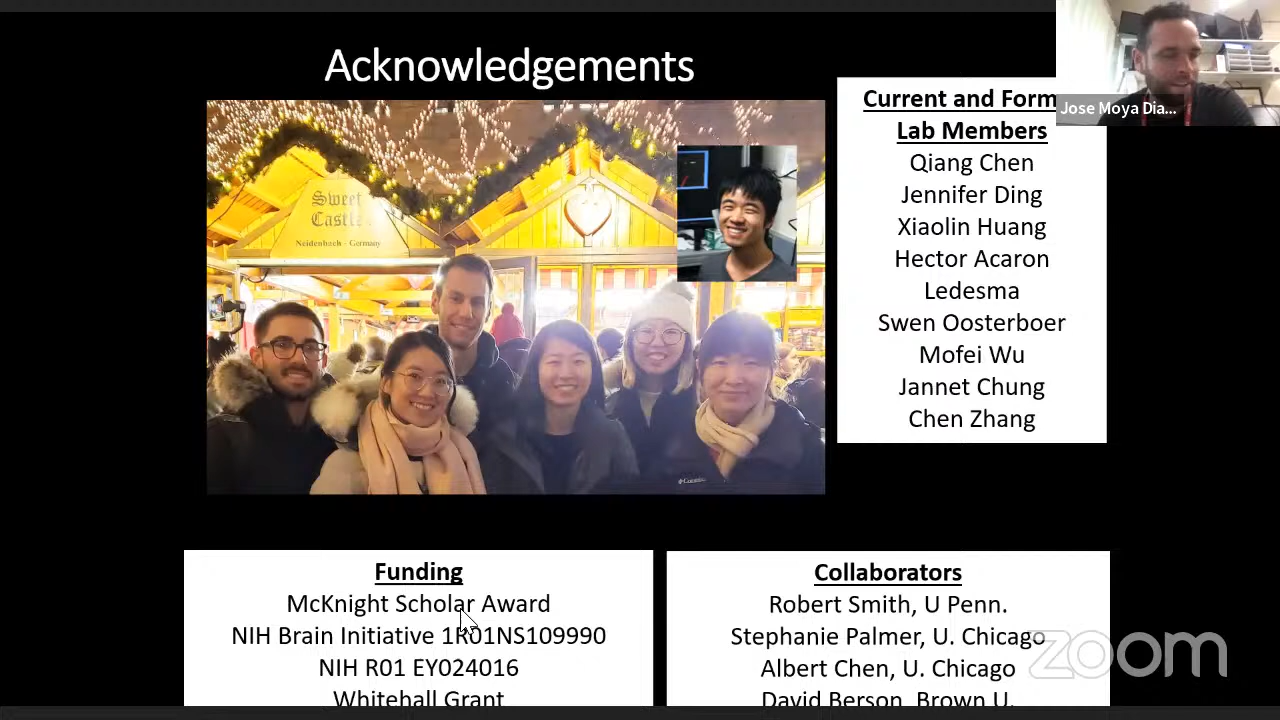 Acknowledgements
Sweet
Castle
Neidenbach - Germany
Columbia
Current and Form
Lab Members
Qiang Chen
Jennifer Ding
Xiaolin Huang
Hector Acaron
Ledesma
Swen Oosterboer
Mofei Wu
Jannet Chung
Chen Zhang
Jose Moya Dia...
Funding
McKnight Scholar Award
NIH Brain Initiative 1R01NS109990
NIH R01 EY024016
Whitehall Grant
Collaborators
Robert Smith, U Penn.
Stephanie Palmer, U. Chicago
Albert Chen, U. Chicago
David Berson, Brown U.
zoom